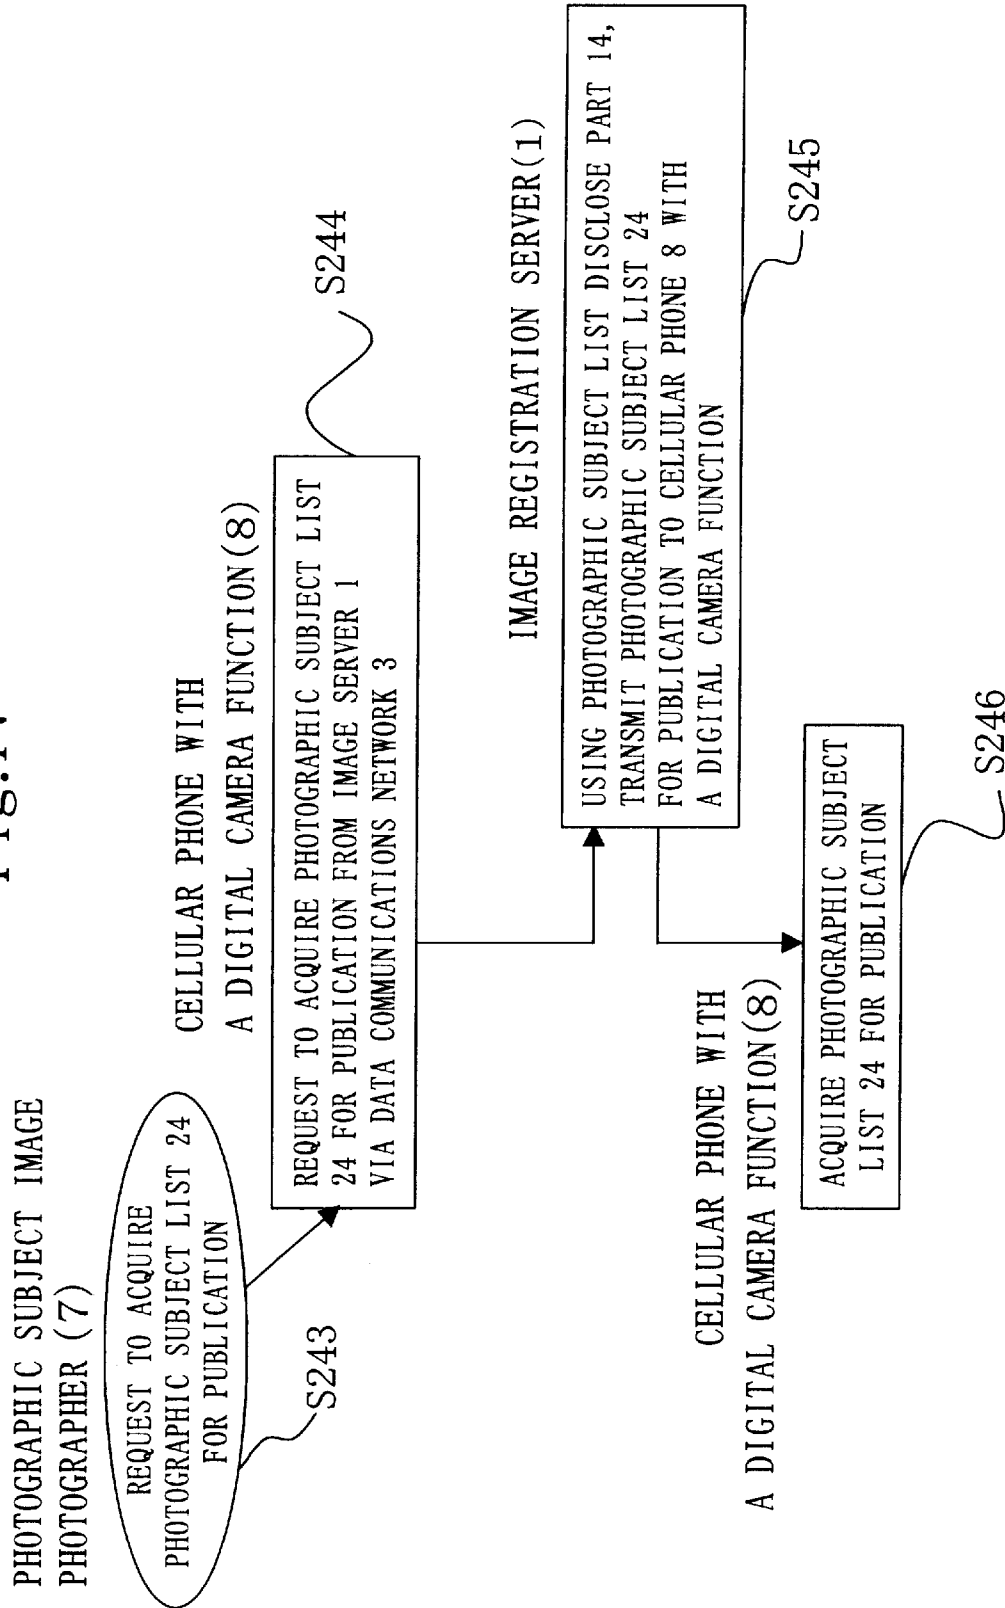 PHOTOGRAPHIC SUBJECT IMAGE
PHOTOGRAPHER (7)
REQUEST TO ACQUIRE
PHOTOGRAPHIC SUBJECT LIST 24
FOR PUBLICATION
S243
CELLULAR PHONE WITH
A DIGITAL CAMERA FUNCTION(8)
REQUEST TO ACQUIRE PHOTOGRAPHIC SUBJECT LIST
24 FOR PUBLICATION FROM IMAGE SERVER 1
VIA DATA COMMUNICATIONS NETWORK 3
S244
IMAGE REGISTRATION SERVER(1)
USING PHOTOGRAPHIC SUBJECT LIST DISCLOSE PART 14,
TRANSMIT PHOTOGRAPHIC SUBJECT LIST 24
FOR PUBLICATION TO CELLULAR PHONE 8 WITH
A DIGITAL CAMERA FUNCTION
S245
CELLULAR PHONE WITH
A DIGITAL CAMERA FUNCTION(8)
ACQUIRE PHOTOGRAPHIC SUBJECT
LIST 24 FOR PUBLICATION
S246